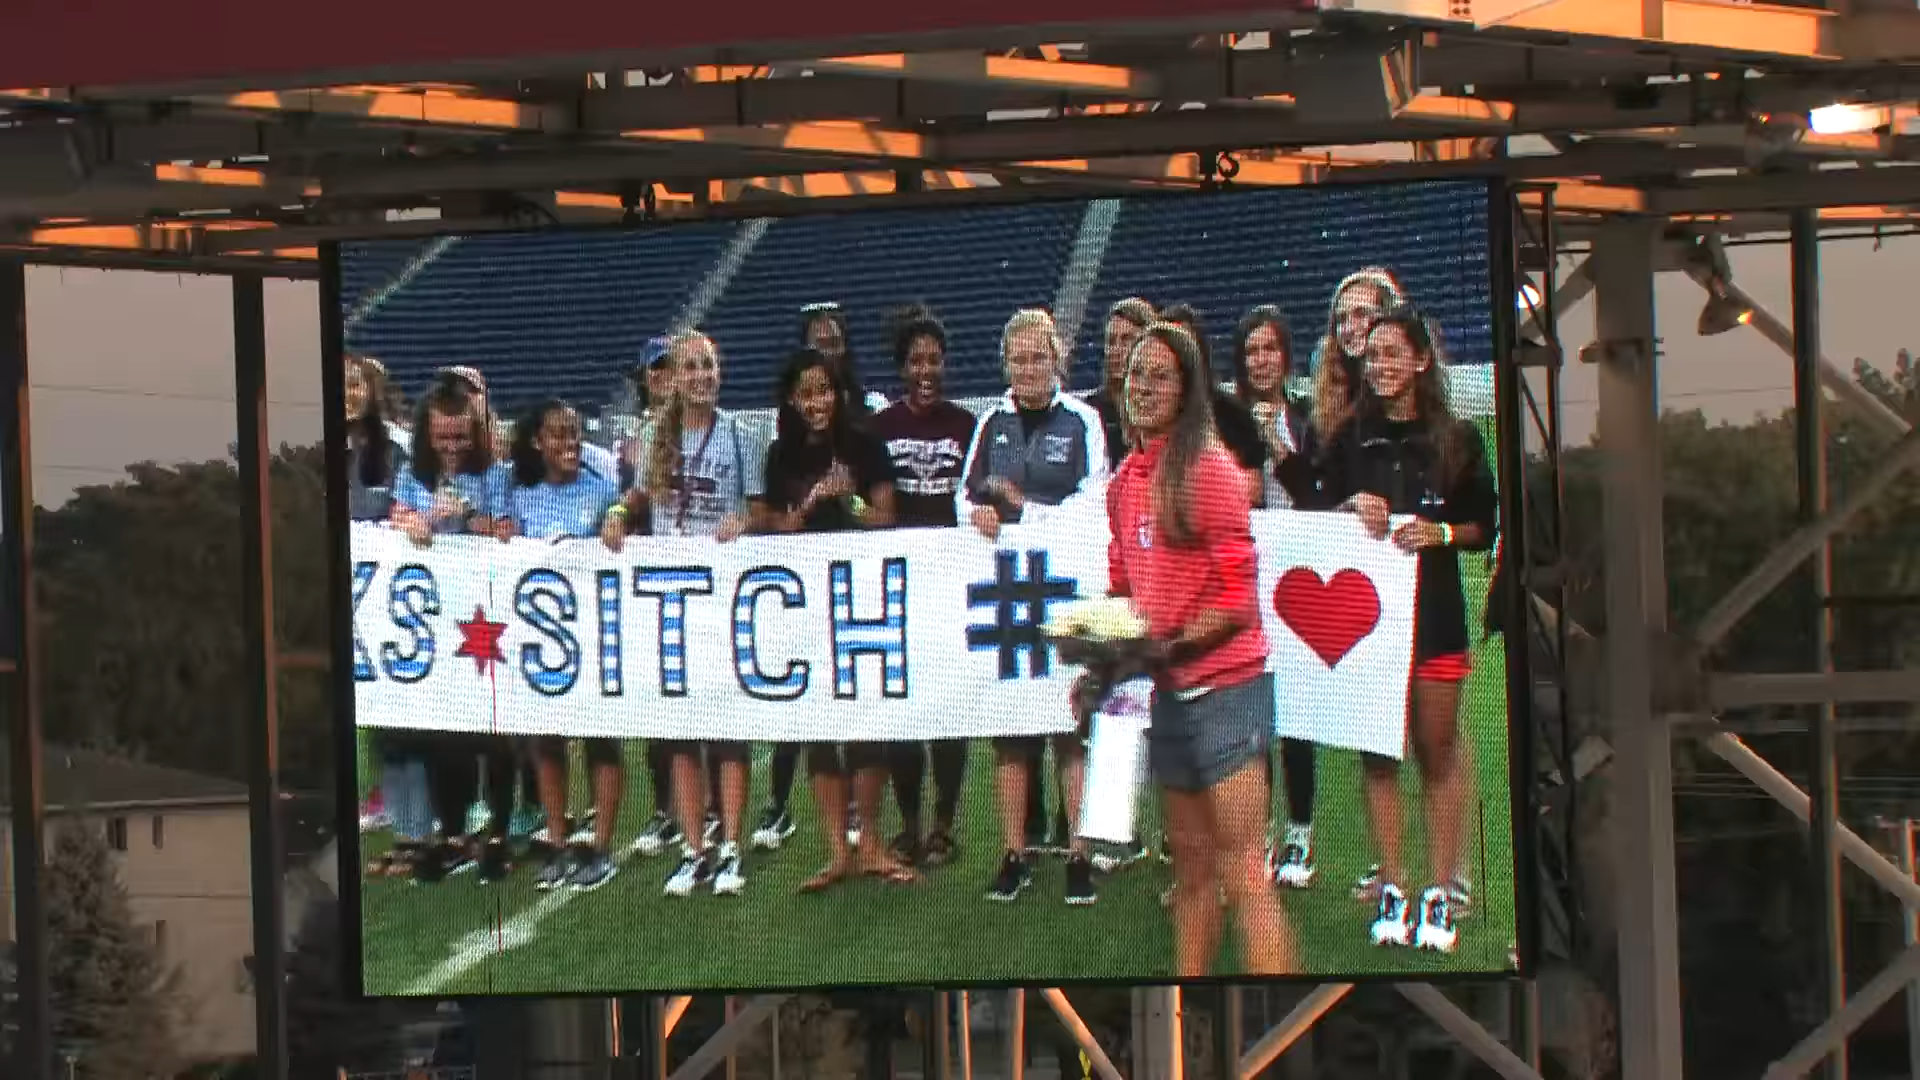 KS ★ SITCH # ♥